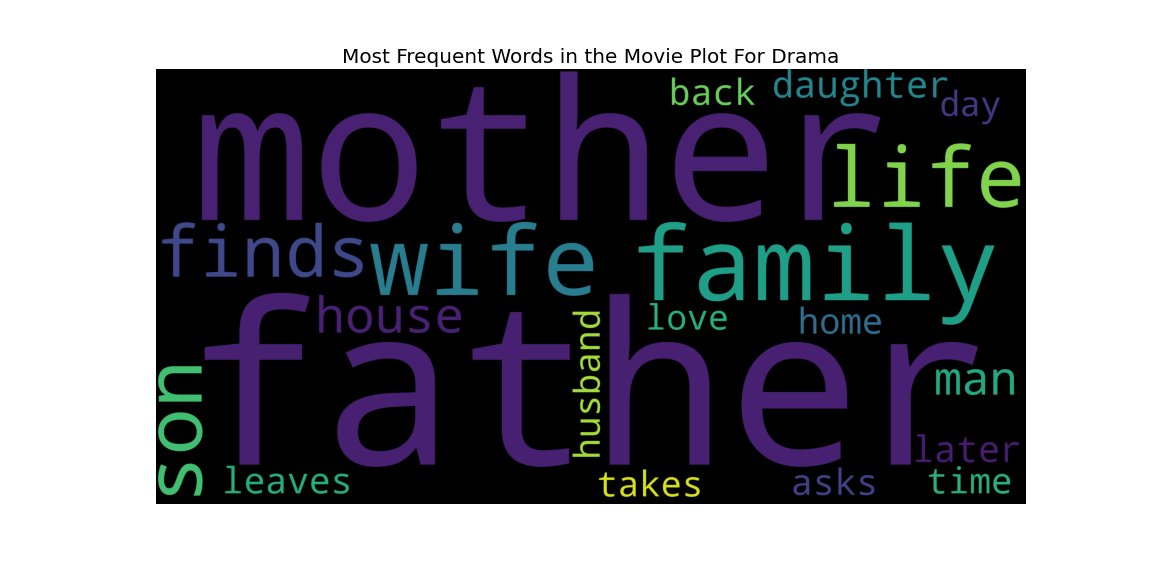 Most Frequent Words in the Movie Plot For Drama
back
daughter
day
mother
life
finds
wife
family
house
husband
love
home
father
man
son
later
leaves
takes
asks
time